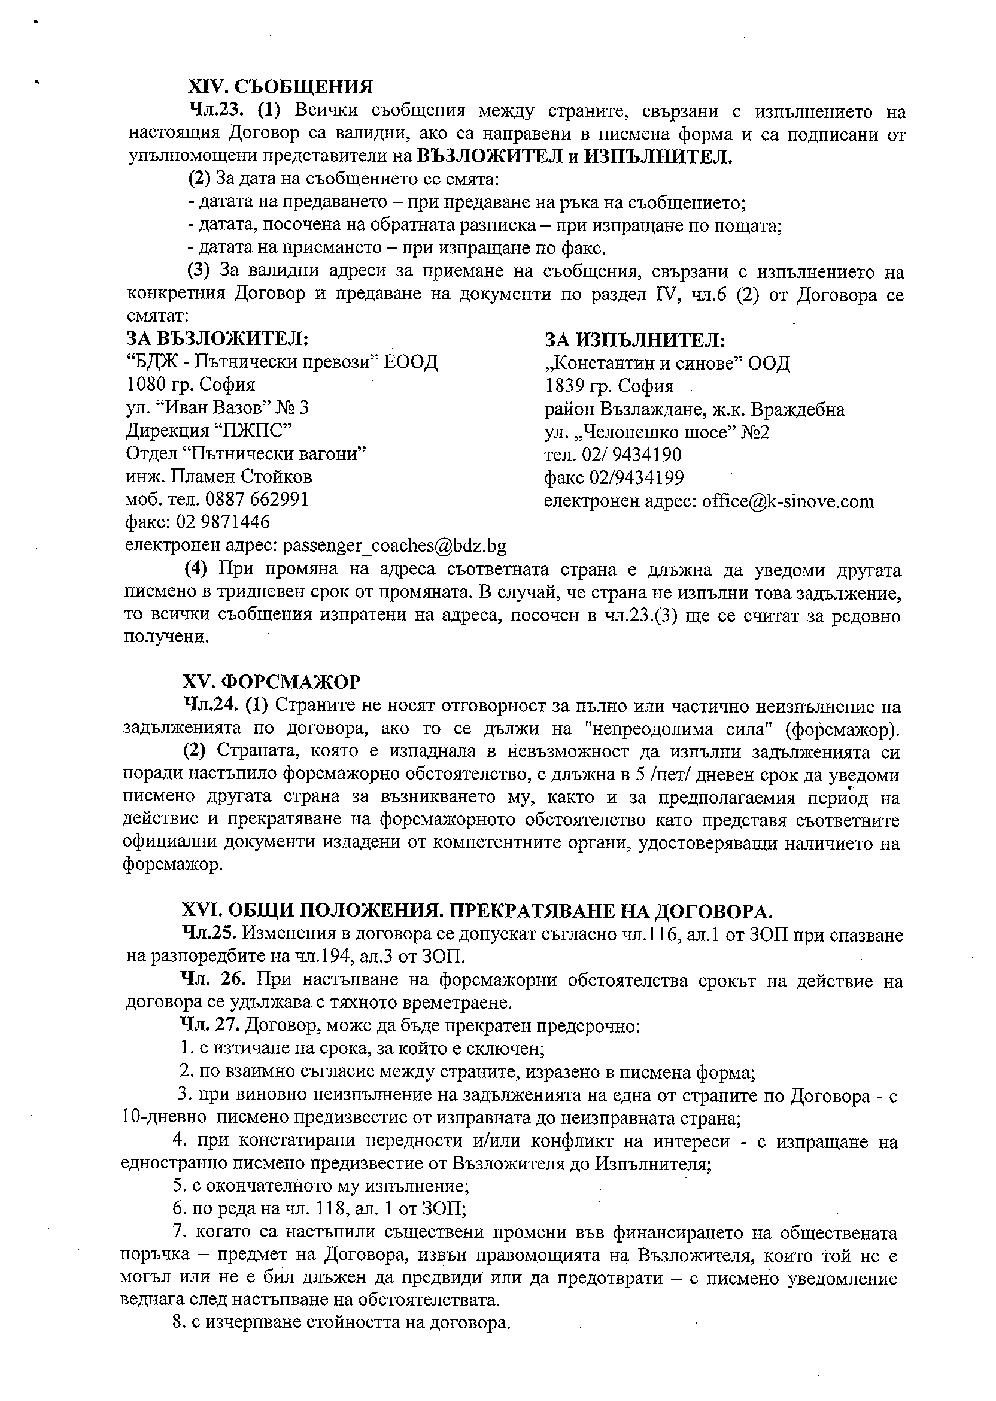 XIV. СЪОБЩЕНИЯ
Чл.23. (1) Всички съобщения между страните, свързани с изпълнението на
настоящия Договор са валидни, ако са направени в писмена форма и са подписани от
упълномощени представители на ВЪЗЛОЖИТЕЛ и ИЗПЪЛНИТЕЛ.
(2) За дата на съобщението се смята:
- датата на предаването – при предаване на ръка на съобщението;
- датата, посочена на обратната разписка – при изпращане по пощата;
- датата на приемането – при изпращане по факс.
(3) За валидни адреси за приемане на съобщения, свързани с изпълнението на
конкретния Договор и предаване на документи по раздел IV, чл.6 (2) от Договора се
смятат:
ЗА ВЪЗЛОЖИТЕЛ:
“БДЖ - Пътнически превози” ЕООД
1080 гр. София
ул. “Иван Вазов” № 3
Дирекция “ПЖПС”
Отдел “Пътнически вагони”
инж. Пламен Стойков
моб. тел. 0887 662991
факс: 02 9871446
електронен адрес: passenger_coaches@bdz.bg
ЗА ИЗПЪЛНИТЕЛ:
„Константин и синове” ООД
1839 гр. София
район Възлаждане, ж.к. Враждебна
ул. „Челопешко шосе” №2
тел. 02/ 9434190
факс 02/9434199
електронен адрес: office@k-sinove.com
(4) При промяна на адреса съответната страна е длъжна да уведоми другата
писмено в тридневен срок от промяната. В случай, че страна не изпълни това задължение,
то всички съобщения изпратени на адреса, посочен в чл.23.(3) ще се считат за редовно
получени.
XV. ФОРСМАЖОР
Чл.24. (1) Страните не носят отговорност за пълно или частично неизпълнение на
задълженията по договора, ако то се дължи на "непреодолима сила" (форсмажор).
(2) Страната, която е изпаднала в невъзможност да изпълни задълженията си
поради настъпило форсмажорно обстоятелство, е длъжна в 5 /пет/ дневен срок да уведоми
писмено другата страна за възникването му, както и за предполагаемия период на
действие и прекратяване на форсмажорното обстоятелство като представя съответните
официални документи издадени от компетентните органи, удостоверяващи наличието на
форсмажор.
XVI. ОБЩИ ПОЛОЖЕНИЯ. ПРЕКРАТЯВАНЕ НА ДОГОВОРА.
Чл.25. Изменения в договора се допускат съгласно чл.116, ал.1 от ЗОП при спазване
на разпоредбите на чл.194, ал.3 от ЗОП.
Чл. 26. При настъпване на форсмажорни обстоятелства срокът на действие на
договора се удължава с тяхното времетраене.
Чл. 27. Договор, може да бъде прекратен предсрочно:
1. с изтичане на срока, за който е сключен;
2. по взаимно съгласие между страните, изразено в писмена форма;
3. при виновно неизпълнение на задълженията на една от страните по Договора - с
10-дневно писмено предизвестие от изправната до неизправната страна;
4. при констатирани нередности и/или конфликт на интереси - с изпращане на
едностранно писмено предизвестие от Възложителя до Изпълнителя;
5. с окончателното му изпълнение;
6. по реда на чл. 118, ал. 1 от ЗОП;
7. когато са настъпили съществени промени във финансирането на обществената
поръчка – предмет на Договора, извън правомощията на Възложителя, които той не е
могъл или не е бил длъжен да предвиди или да предотврати – с писмено уведомление
веднага след настъпване на обстоятелствата.
8. с изчерпване стойността на договора.